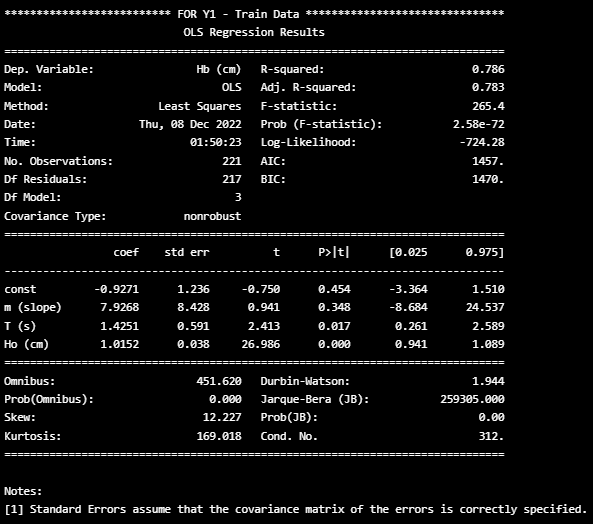 ************************* FOR Y1 - Train Data ******************************
OLS Regression Results
==============================================================================
Dep. Variable: Hb (cm) R-squared: 0.786
Model: OLS Adj. R-squared: 0.783
Method: Least Squares F-statistic: 265.4
Date: Thu, 08 Dec 2022 Prob (F-statistic): 2.58e-72
Time: 01:50:23 Log-Likelihood: -724.28
No. Observations: 221 AIC: 1457.
Df Residuals: 217 BIC: 1470.
Df Model: 3
Covariance Type: nonrobust
==============================================================================
coef std err t P>|t| [0.025 0.975]
------------------------------------------------------------------------------
const -0.9271 1.236 -0.750 0.454 -3.364 1.510
m (slope) 7.9268 8.428 0.941 0.348 -8.684 24.537
T (s) 1.4251 0.591 2.413 0.017 0.261 2.589
Ho (cm) 1.0152 0.038 26.986 0.000 0.941 1.089
==============================================================================
Omnibus: 451.620 Durbin-Watson: 1.944
Prob(Omnibus): 0.000 Jarque-Bera (JB): 259305.000
Skew: 12.227 Prob(JB): 0.00
Kurtosis: 169.018 Cond. No. 312.
==============================================================================
Notes:
[1] Standard Errors assume that the covariance matrix of the errors is correctly specified.